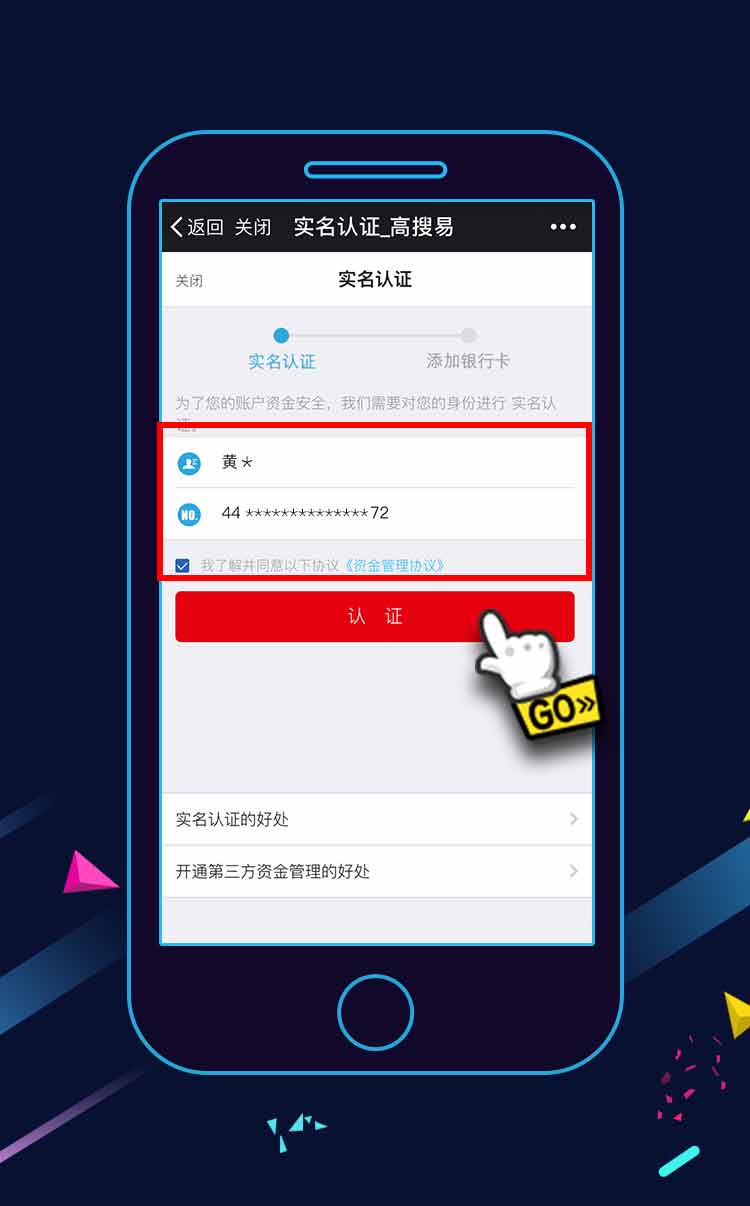 返回 关闭 实名认证_高搜易 •••
关闭 实名认证
实名认证 添加银行卡
为了您的账户资金安全，我们需要对您的身份进行 实名认
证。
黄*
NO. 44 **************72
我了解并同意以下协议《资金管理协议》
认 证
GO»
实名认证的好处
开通第三方资金管理的好处